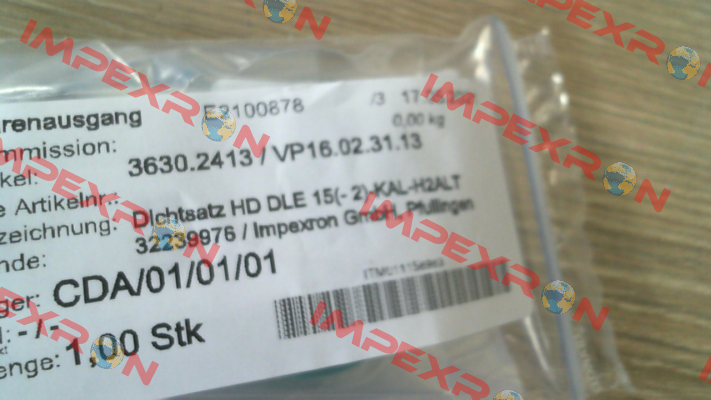 IMPEXRON
renausgang E2100878 /3
mmission: 0,00 kg
kel: 3630.2413 / VP16.02.31.13
e Artikelnr.:
zeichnung: Dichtsatz HD DLE 15(- 2)-KAL-H2ALT
nde: 32239976 / Impexron GmbH, Pfullingen
ger: CDA/01/01/01
: - / -
enge: 1,00 Stk